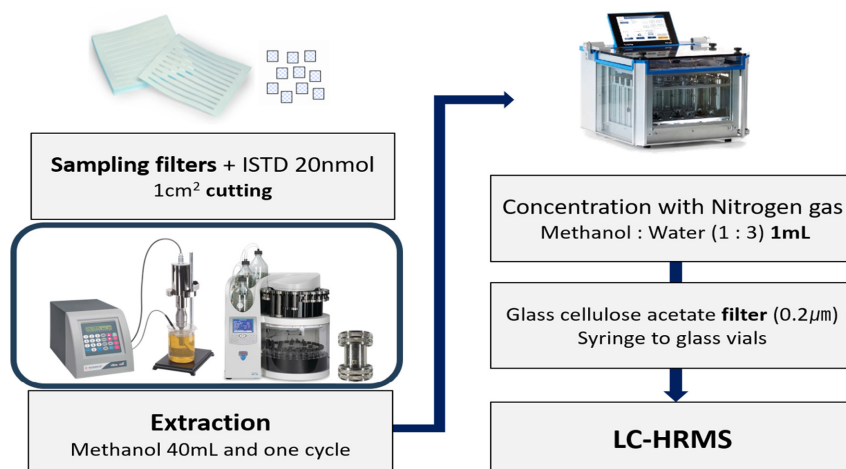 Sampling filters + ISTD 20nmol
1cm² cutting
Extraction
Methanol 40mL and one cycle
Concentration with Nitrogen gas
Methanol : Water (1 : 3) 1mL
Glass cellulose acetate filter (0.2㎛)
Syringe to glass vials
LC-HRMS